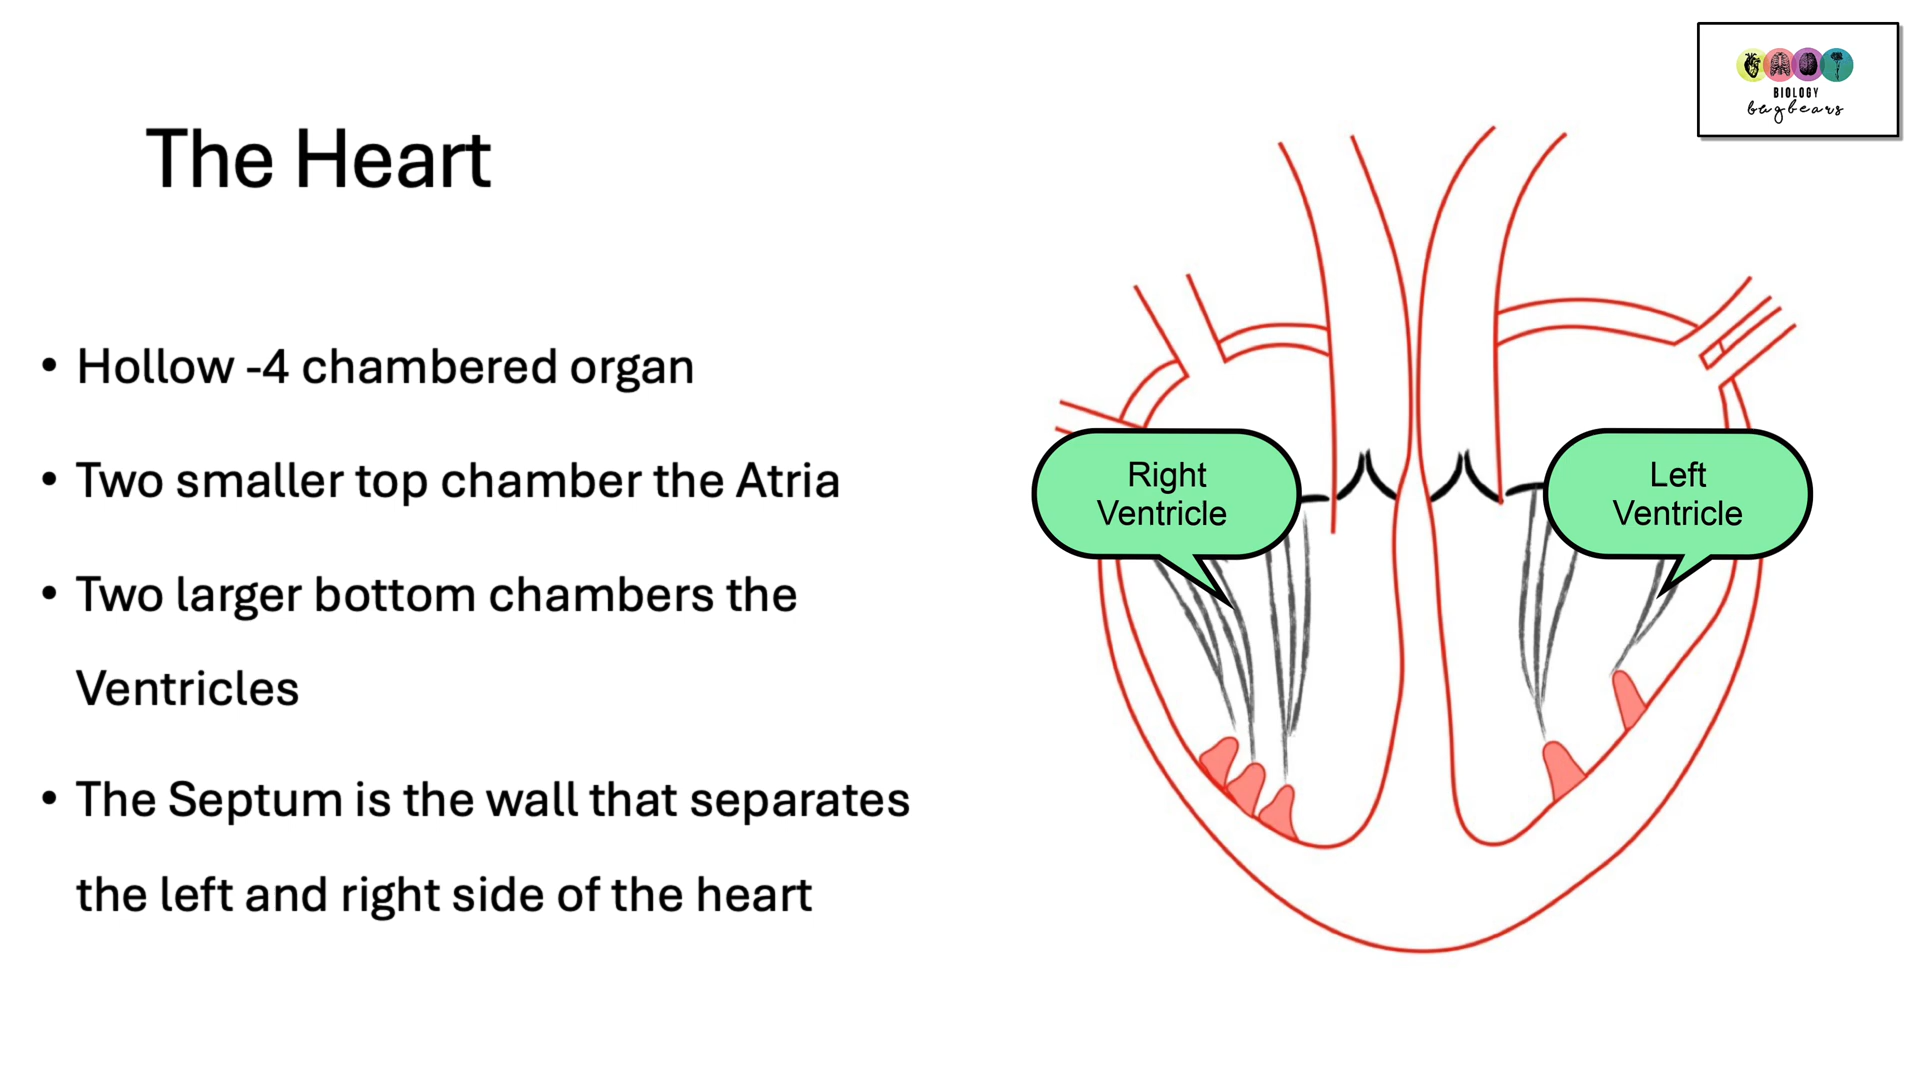 BIOLOGY
bugbears
The Heart
• Hollow -4 chambered organ
• Two smaller top chamber the Atria
• Two larger bottom chambers the
Ventricles
• The Septum is the wall that separates
the left and right side of the heart
Right
Ventricle
Left
Ventricle